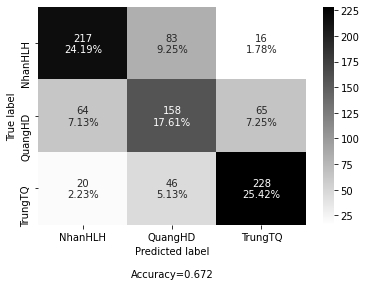 217 83 16
24.19% 9.25% 1.78%
NhanHLH
64 158 65
7.13% 17.61% 7.25%
QuangHD
20 46 228
2.23% 5.13% 25.42%
TrungTQ
True label
NhanHLH QuangHD TrungTQ
Predicted label
Accuracy=0.672
225
200
175
150
125
100
75
50
25